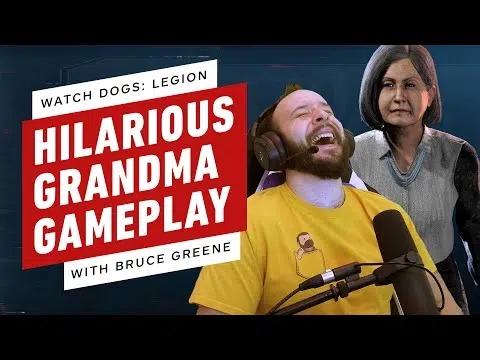 WATCH DOGS: LEGION
HILARIOUS
GRANDMA
GAMEPLAY
WITH BRUCE GREENE